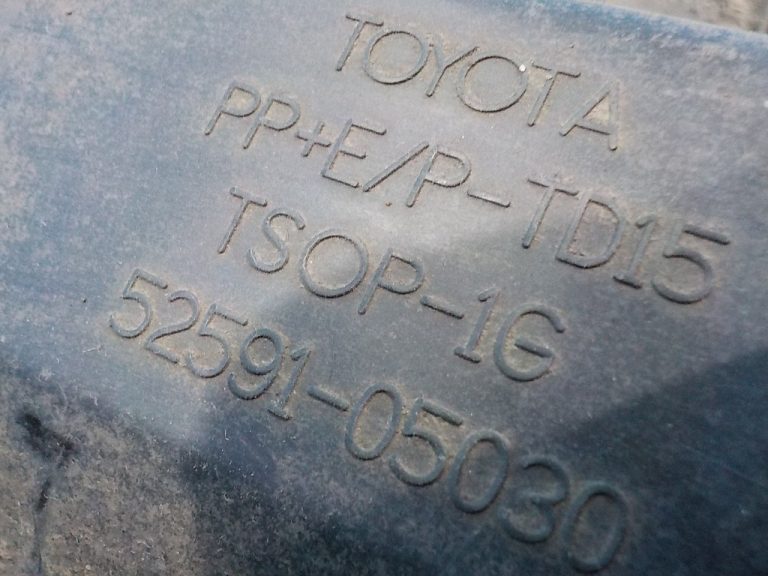 TOYOTA
PP+E/P-TD15
TSOP-1G
52591-05030